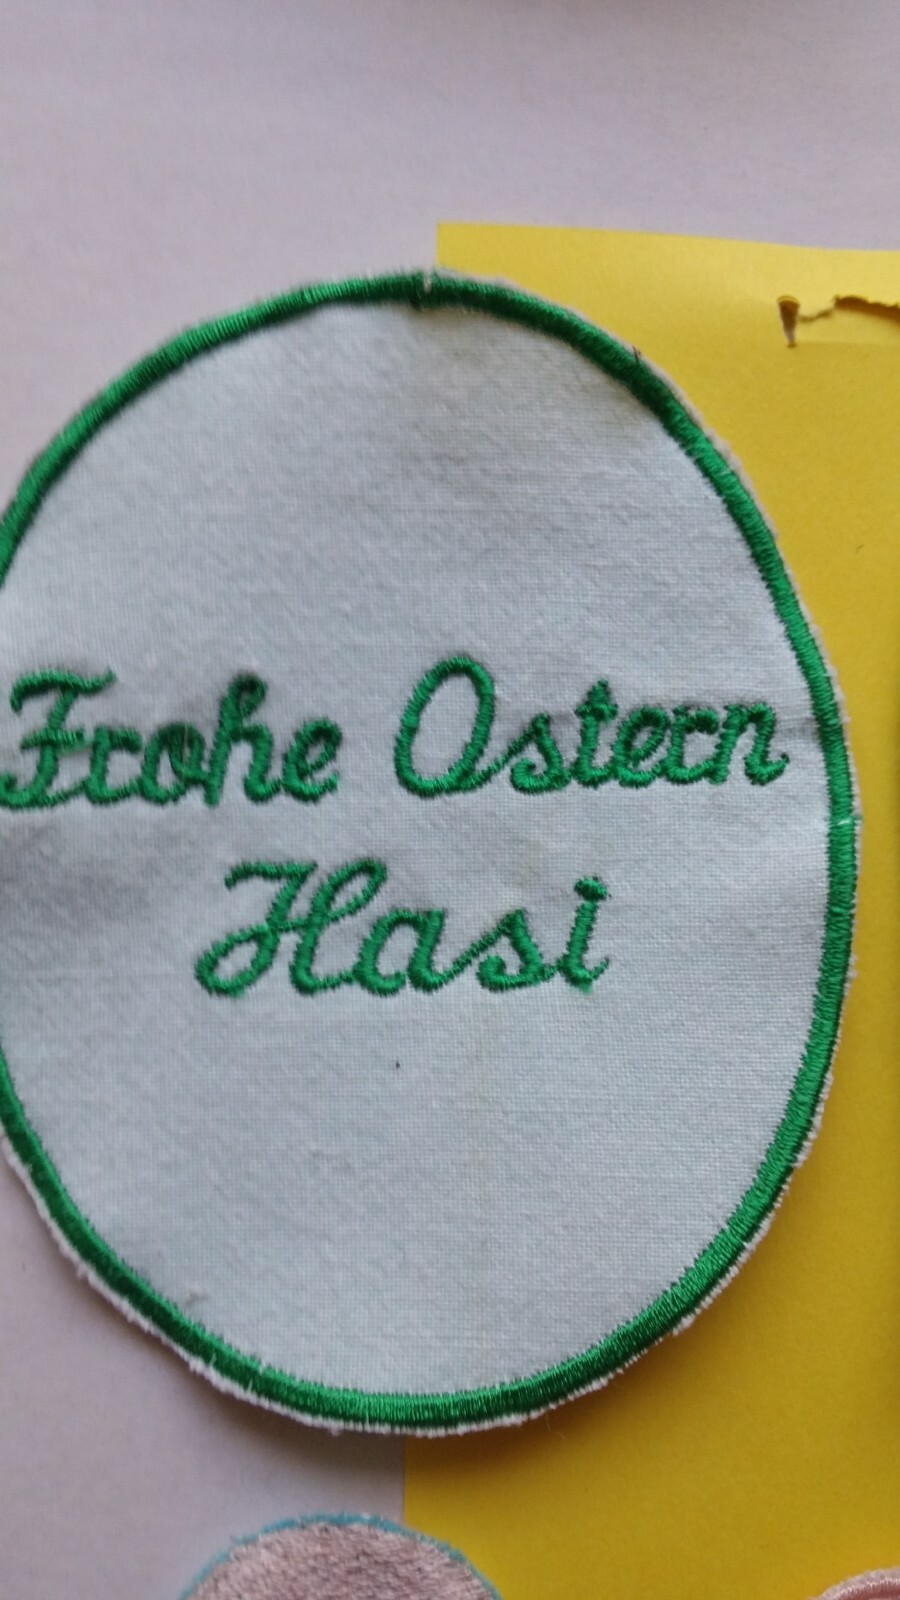 Frohe Ostern
Hasi